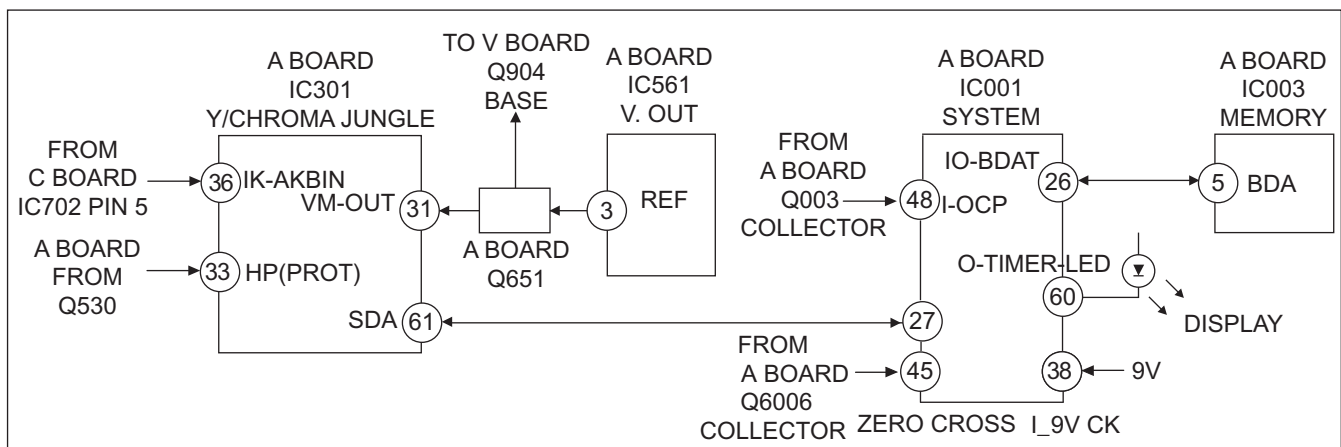 A BOARD
IC301
Y/CHROMA JUNGLE
FROM
C BOARD
IC702 PIN 5
36
IK-AKBIN
VM-OUT
31
A BOARD
FROM
Q530
33
HP(PROT)
SDA
61
TO V BOARD
Q904
BASE
A BOARD
Q651
A BOARD
IC561
V. OUT
3
REF
A BOARD
IC001
SYSTEM
FROM
A BOARD
Q003
COLLECTOR
48
I-OCP
IO-BDAT
26
O-TIMER-LED
60
27
FROM
A BOARD
Q6006
COLLECTOR
45
ZERO CROSS
38
9V
I_9V CK
DISPLAY
A BOARD
IC003
MEMORY
5
BDA